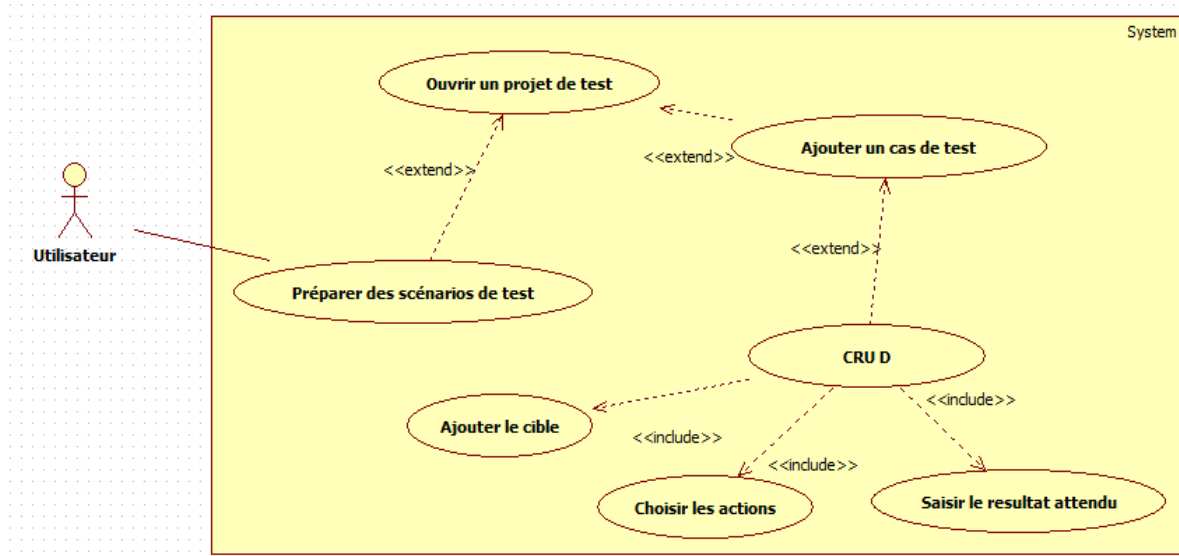 System
Ouvrir un projet de test
Ajouter un cas de test
<<extend>>
<<extend>>
Utilisateur
<<extend>>
Préparer des scénarios de test
CRU D
<<include>>
Ajouter le cible
<<include>>
<<include>>
Choisir les actions
Saisir le resultat attendu